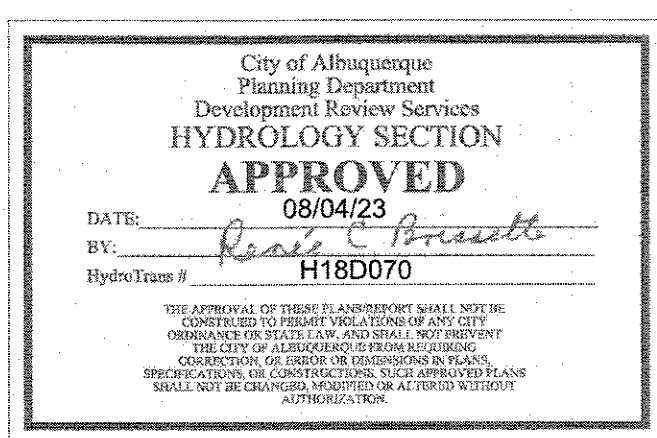 City of Albuquerque
Planning Department
Development Review Services
HYDROLOGY SECTION
APPROVED
DATE: 08/04/23
BY: Reneé C Brissette
HydroTrans # H18D070
THE APPROVAL OF THESE PLANS/REPORT SHALL NOT BE
CONSTRUED TO PERMIT VIOLATIONS OF ANY CITY
ORDINANCE OR STATE LAW, AND SHALL NOT PREVENT
THE CITY OF ALBUQUERQUE FROM REQUIRING
CORRECTION, OR ERROR OR DIMENSIONS IN PLANS,
SPECIFICATIONS, OR CONSTRUCTIONS. SUCH APPROVED PLANS
SHALL NOT BE CHANGED, MODIFIED OR ALTERED WITHOUT
AUTHORIZATION.